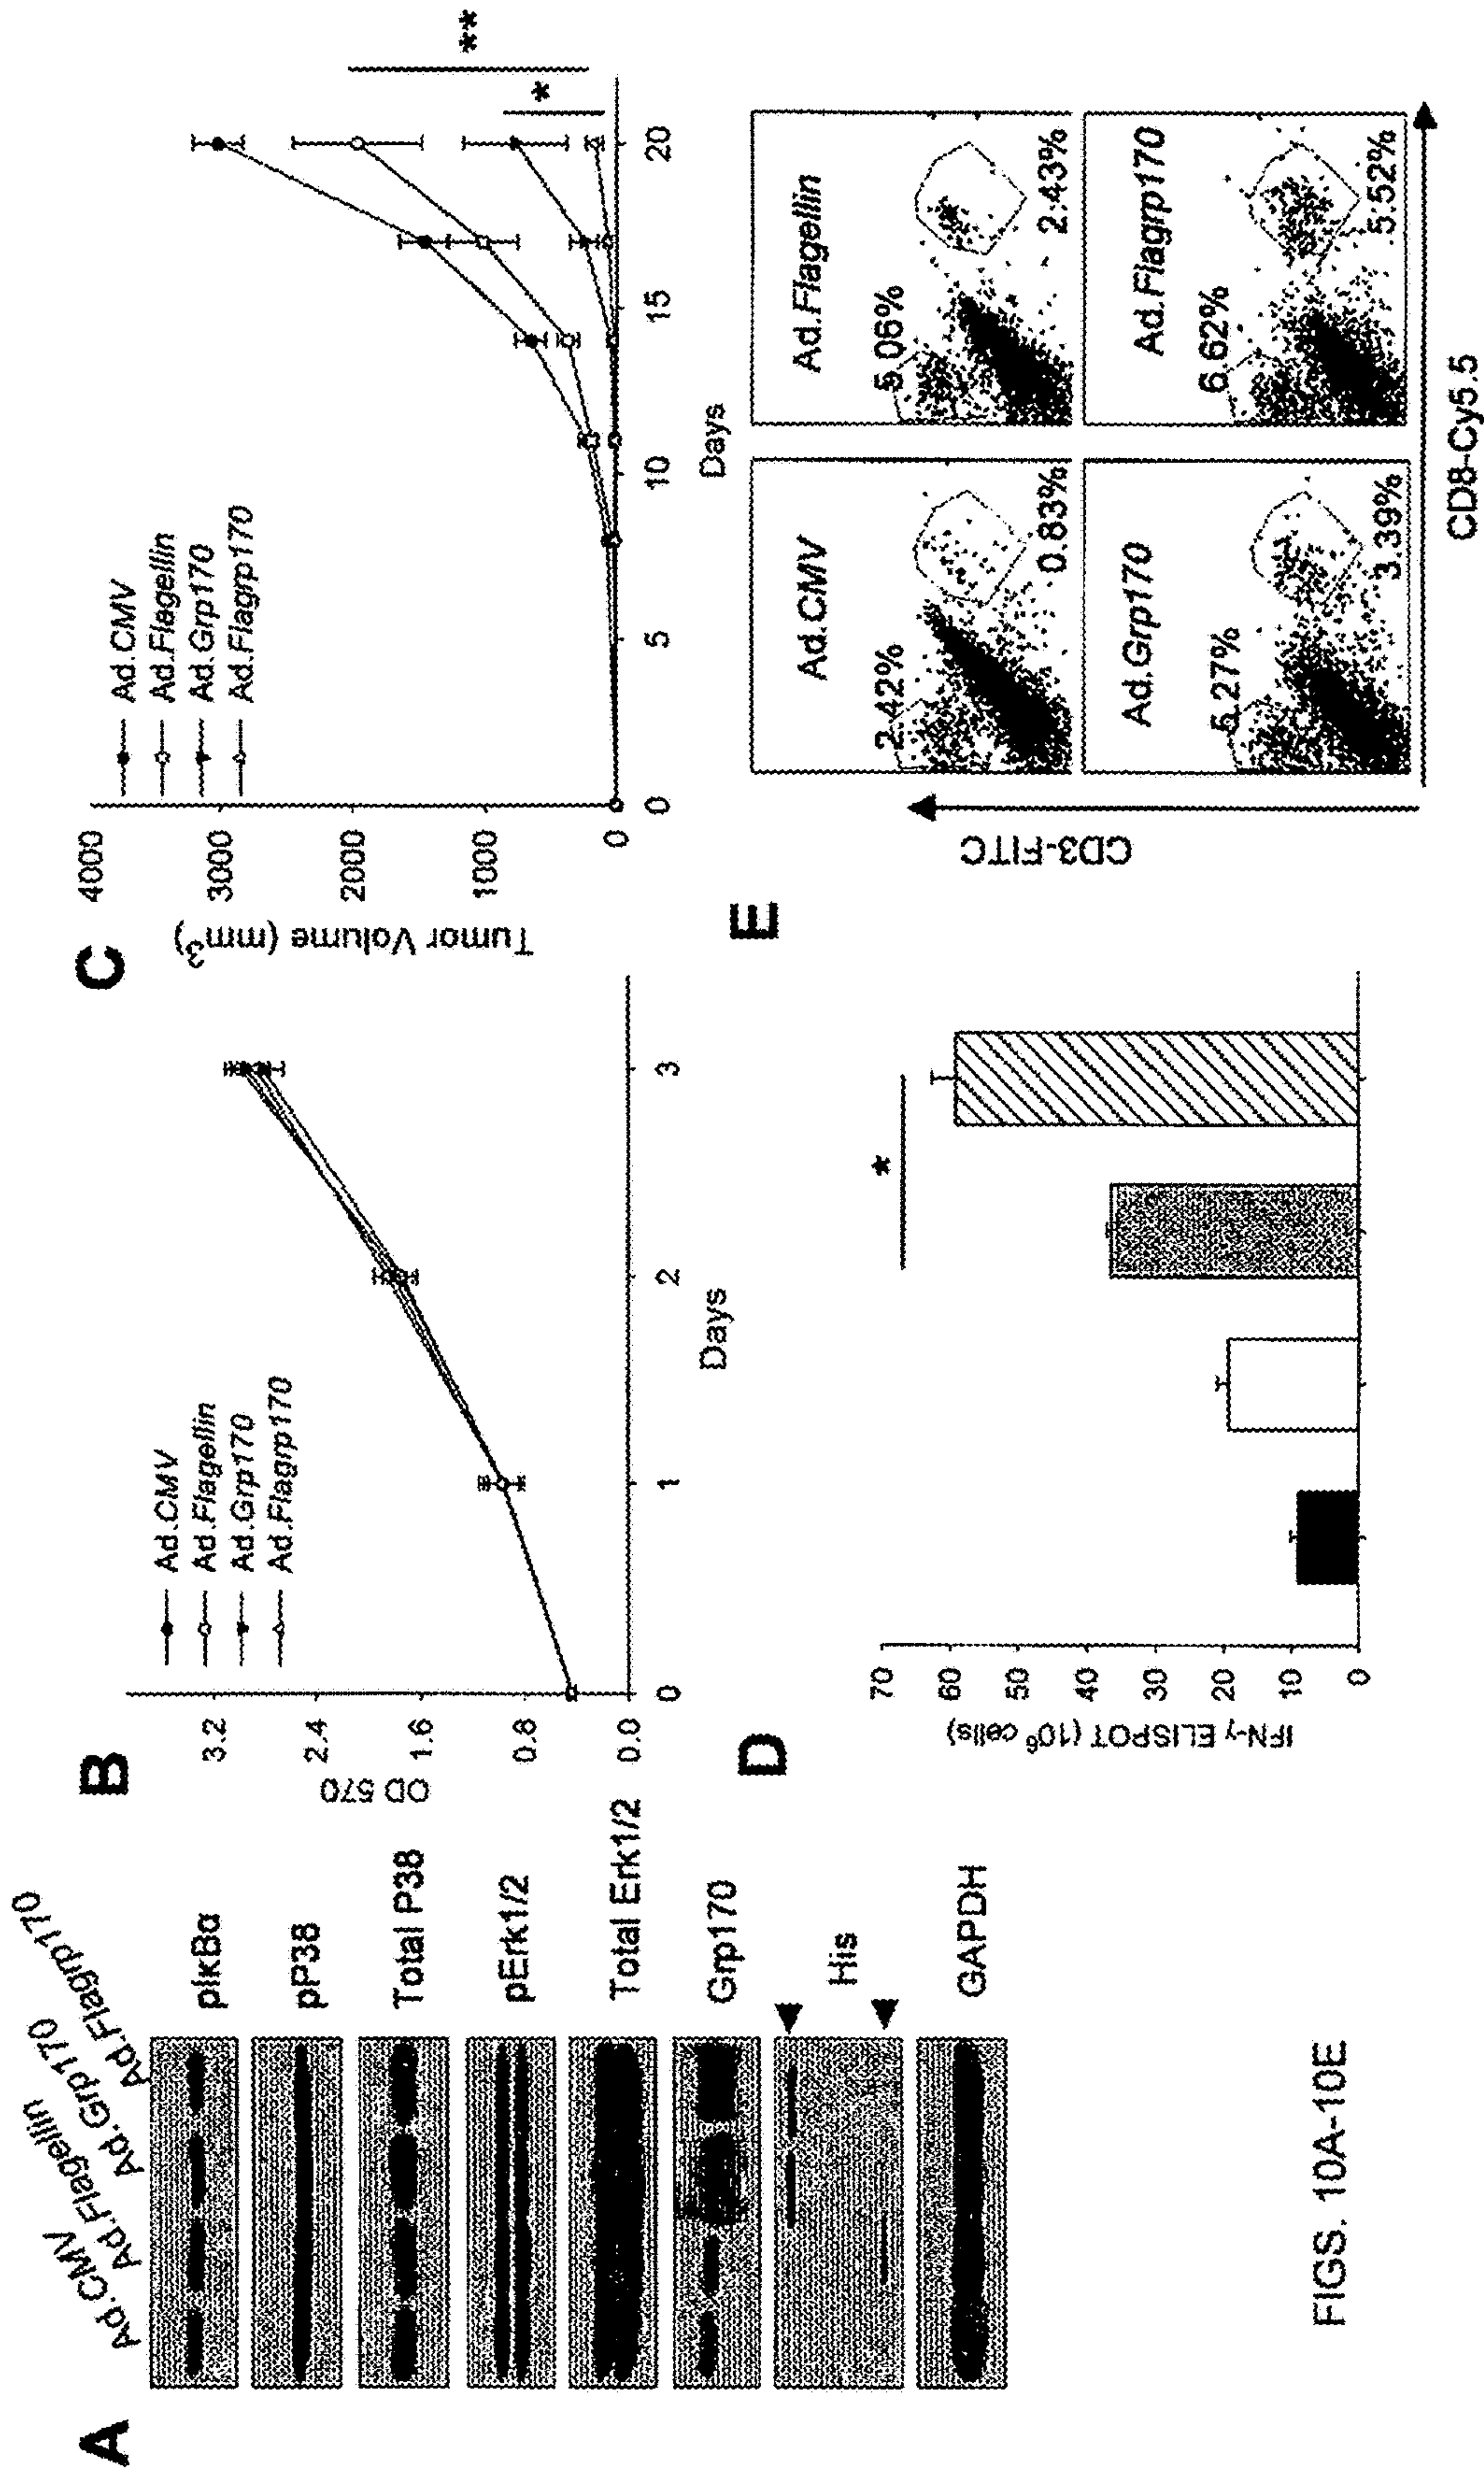 A
Ad.CMV
Ad.Flagellin
Ad.Grp170
Ad.Flagrp170
pIκBα
pP38
Total P38
pErk1/2
Total Erk1/2
Grp170
His
GAPDH
B
Ad.CMV
Ad.Flagellin
Ad.Grp170
Ad.Flagrp170
OD 570
3.2
2.4
1.6
0.8
0.0
0 1 2 3
Days
C
Ad.CMV
Ad.Flagellin
Ad.Grp170
Ad.Flagrp170
Tumor Volume (mm³)
4000
3000
2000
1000
0
0 5 10 15 20
Days
*
**
D
IFN-γ ELISPOT (10⁶ cells)
70
60
50
40
30
20
10
0
*
E
CD3-FITC
Ad.CMV
2.42%
0.83%
Ad.Flagellin
5.06%
2.43%
Ad.Grp170
5.27%
3.39%
Ad.Flagrp170
6.62%
5.52%
CD8-Cy5.5
FIGS. 10A-10E